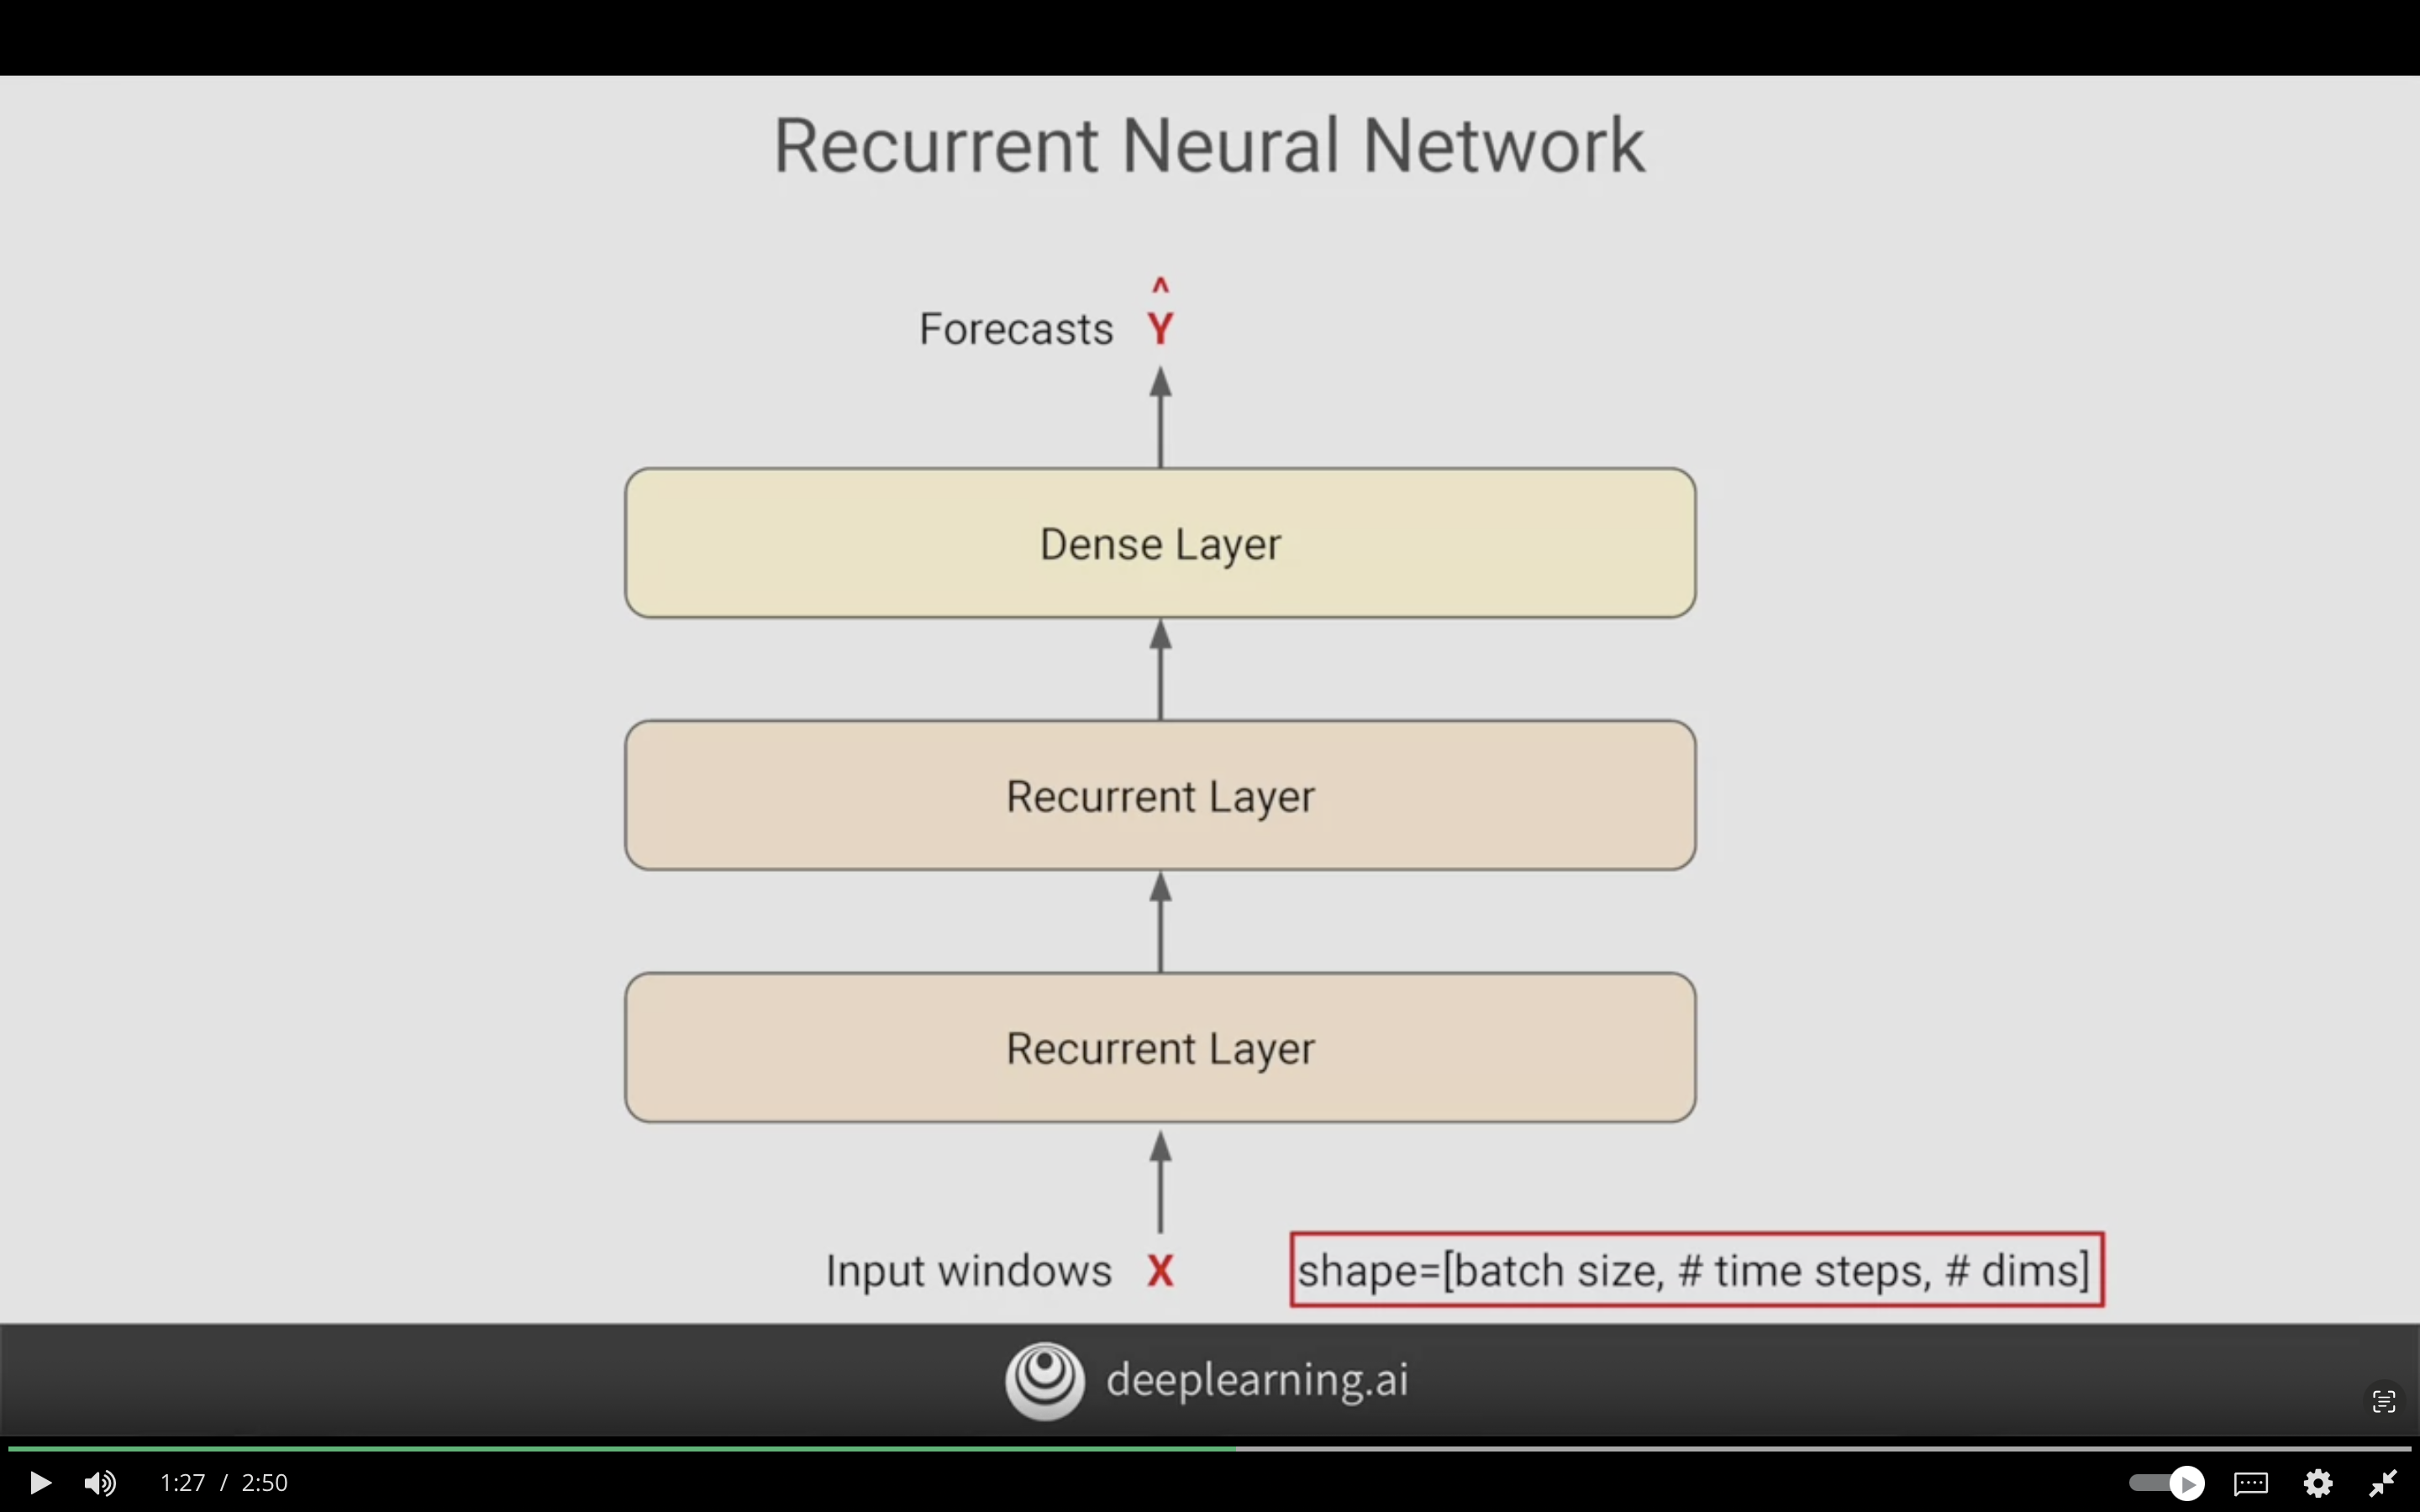 Recurrent Neural Network
^
Forecasts Y
Dense Layer
Recurrent Layer
Recurrent Layer
Input windows X shape=[batch size, # time steps, # dims]
deeplearning.ai
1:27 / 2:50